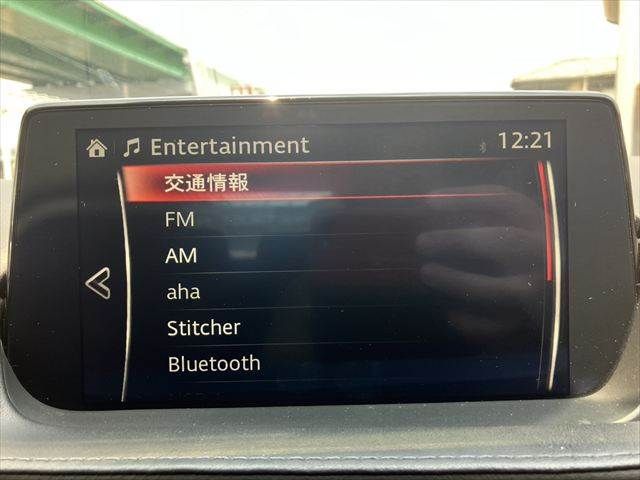 Entertainment 12:21
交通情報
FM
AM
aha
Stitcher
Bluetooth